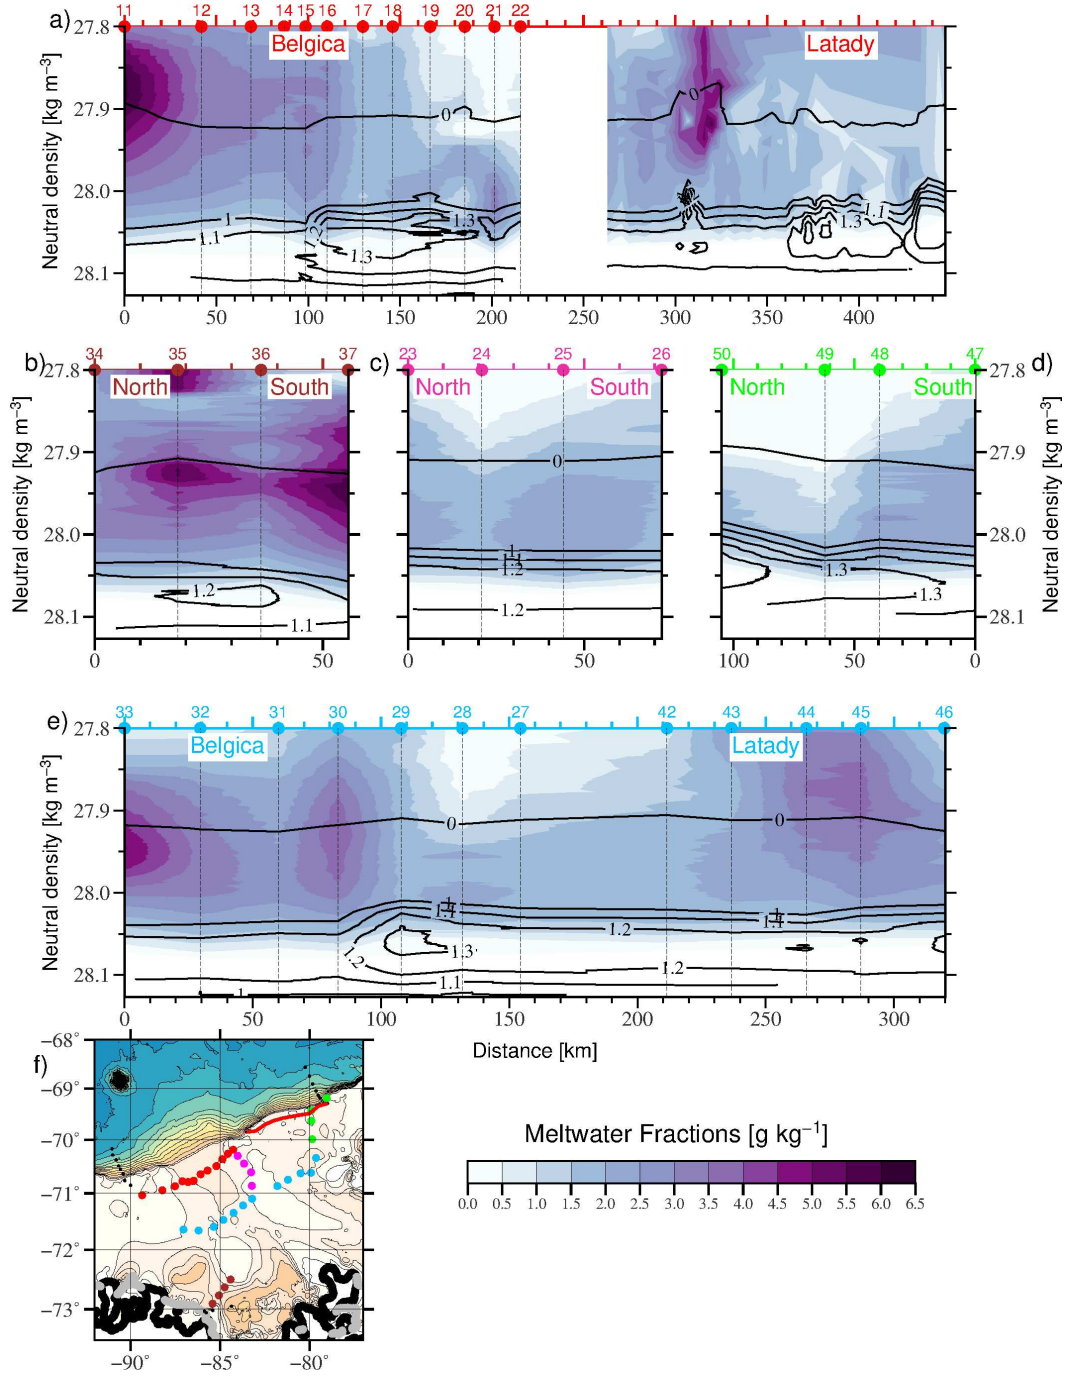 a)
11 12 13 14 15 16 17 18 19 20 21 22
27.8
Belgica
Latady
27.9
28.0
28.1
Neutral density [kg m−3]
0
0
1
1.1
1.2
1.3
1.3
1.1
1.3
0 50 100 150 200 250 300 350 400
b)
34 35 36 37
27.8
North
South
27.9
28.0
28.1
Neutral density [kg m−3]
1.2
1.1
0 50
c)
23 24 25 26
North
South
0
1
1.1
1.2
1.2
0 50
d)
50 49 48 47
27.8
North
South
27.9
28.0
28.1
Neutral density [kg m−3]
1.3
1.3
100 50 0
e)
33 32 31 30 29 28 27 42 43 44 45 46
27.8
Belgica
Latady
27.9
28.0
28.1
Neutral density [kg m−3]
0
0
1
1.1
1
1.1
1.2
1.2
1.3
1.2
1.1
1
0 50 100 150 200 250 300
Distance [km]
f)
−68°
−69°
−70°
−71°
−72°
−73°
−90° −85° −80°
Meltwater Fractions [g kg−1]
0.0 0.5 1.0 1.5 2.0 2.5 3.0 3.5 4.0 4.5 5.0 5.5 6.0 6.5